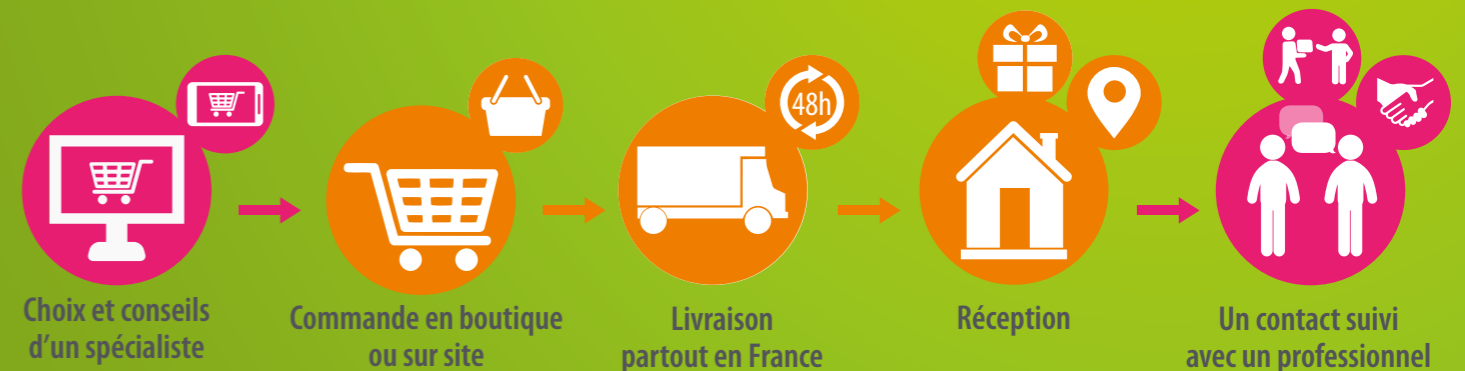 48h
Choix et conseils
d'un spécialiste
Commande en boutique
ou sur site
Livraison
partout en France
Réception
Un contact suivi
avec un professionnel